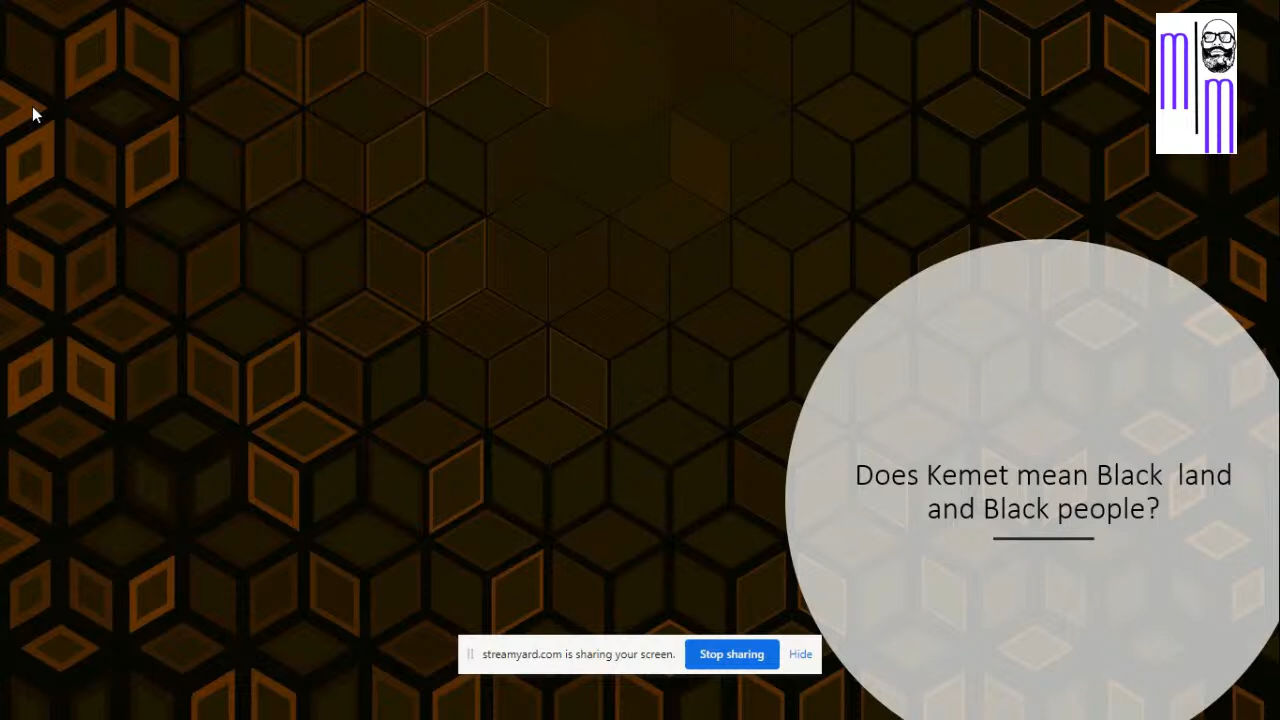 m
m
Does Kemet mean Black  land
and Black people?
streamyard.com is sharing your screen. Stop sharing Hide